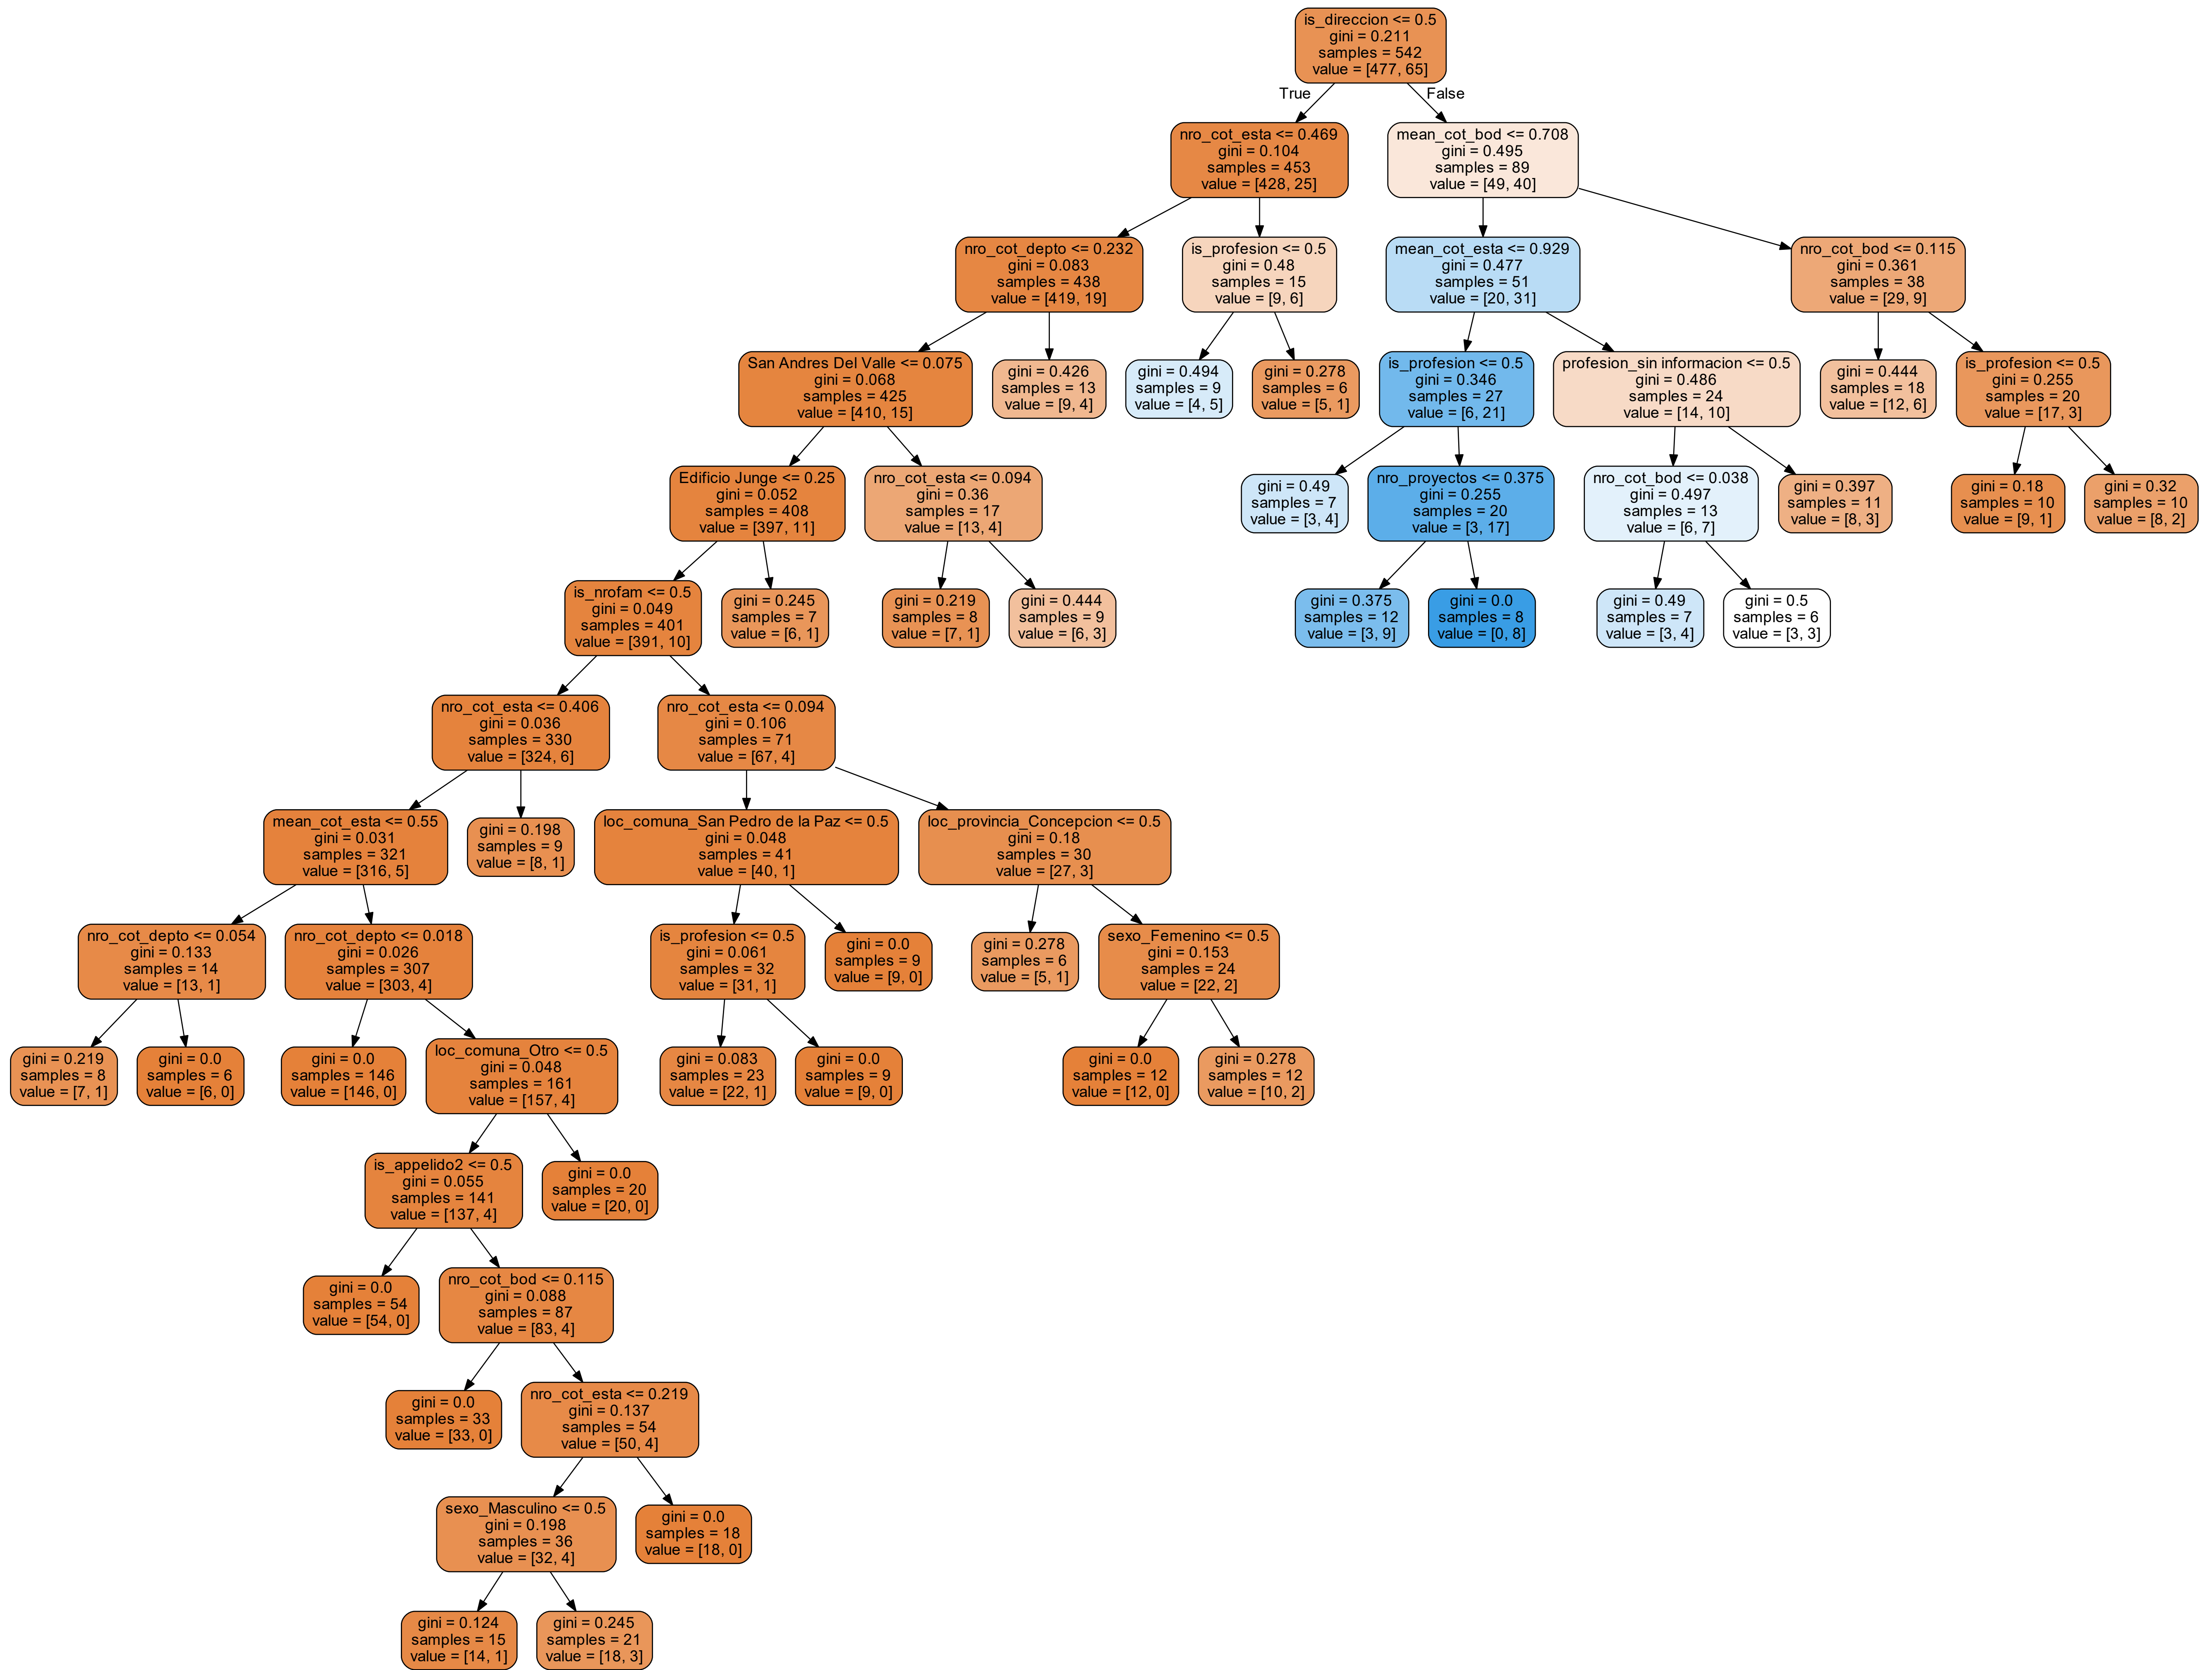 is_direccion <= 0.5
gini = 0.211
samples = 542
value = [477, 65]
True
False
nro_cot_esta <= 0.469
gini = 0.104
samples = 453
value = [428, 25]
mean_cot_bod <= 0.708
gini = 0.495
samples = 89
value = [49, 40]
nro_cot_depto <= 0.232
gini = 0.083
samples = 438
value = [419, 19]
is_profesion <= 0.5
gini = 0.48
samples = 15
value = [9, 6]
mean_cot_esta <= 0.929
gini = 0.477
samples = 51
value = [20, 31]
nro_cot_bod <= 0.115
gini = 0.361
samples = 38
value = [29, 9]
San Andres Del Valle <= 0.075
gini = 0.068
samples = 425
value = [410, 15]
gini = 0.426
samples = 13
value = [9, 4]
gini = 0.494
samples = 9
value = [4, 5]
gini = 0.278
samples = 6
value = [5, 1]
is_profesion <= 0.5
gini = 0.346
samples = 27
value = [6, 21]
profesion_sin informacion <= 0.5
gini = 0.486
samples = 24
value = [14, 10]
gini = 0.444
samples = 18
value = [12, 6]
is_profesion <= 0.5
gini = 0.255
samples = 20
value = [17, 3]
Edificio Junge <= 0.25
gini = 0.052
samples = 408
value = [397, 11]
nro_cot_esta <= 0.094
gini = 0.36
samples = 17
value = [13, 4]
gini = 0.49
samples = 7
value = [3, 4]
nro_proyectos <= 0.375
gini = 0.255
samples = 20
value = [3, 17]
nro_cot_bod <= 0.038
gini = 0.497
samples = 13
value = [6, 7]
gini = 0.397
samples = 11
value = [8, 3]
gini = 0.18
samples = 10
value = [9, 1]
gini = 0.32
samples = 10
value = [8, 2]
is_nrofam <= 0.5
gini = 0.049
samples = 401
value = [391, 10]
gini = 0.245
samples = 7
value = [6, 1]
gini = 0.219
samples = 8
value = [7, 1]
gini = 0.444
samples = 9
value = [6, 3]
gini = 0.375
samples = 12
value = [3, 9]
gini = 0.0
samples = 8
value = [0, 8]
gini = 0.49
samples = 7
value = [3, 4]
gini = 0.5
samples = 6
value = [3, 3]
nro_cot_esta <= 0.406
gini = 0.036
samples = 330
value = [324, 6]
nro_cot_esta <= 0.094
gini = 0.106
samples = 71
value = [67, 4]
mean_cot_esta <= 0.55
gini = 0.031
samples = 321
value = [316, 5]
gini = 0.198
samples = 9
value = [8, 1]
loc_comuna_San Pedro de la Paz <= 0.5
gini = 0.048
samples = 41
value = [40, 1]
loc_provincia_Concepcion <= 0.5
gini = 0.18
samples = 30
value = [27, 3]
nro_cot_depto <= 0.054
gini = 0.133
samples = 14
value = [13, 1]
nro_cot_depto <= 0.018
gini = 0.026
samples = 307
value = [303, 4]
is_profesion <= 0.5
gini = 0.061
samples = 32
value = [31, 1]
gini = 0.0
samples = 9
value = [9, 0]
gini = 0.278
samples = 6
value = [5, 1]
sexo_Femenino <= 0.5
gini = 0.153
samples = 24
value = [22, 2]
gini = 0.219
samples = 8
value = [7, 1]
gini = 0.0
samples = 6
value = [6, 0]
gini = 0.0
samples = 146
value = [146, 0]
loc_comuna_Otro <= 0.5
gini = 0.048
samples = 161
value = [157, 4]
gini = 0.083
samples = 23
value = [22, 1]
gini = 0.0
samples = 9
value = [9, 0]
gini = 0.0
samples = 12
value = [12, 0]
gini = 0.278
samples = 12
value = [10, 2]
is_appelido2 <= 0.5
gini = 0.055
samples = 141
value = [137, 4]
gini = 0.0
samples = 20
value = [20, 0]
gini = 0.0
samples = 54
value = [54, 0]
nro_cot_bod <= 0.115
gini = 0.088
samples = 87
value = [83, 4]
gini = 0.0
samples = 33
value = [33, 0]
nro_cot_esta <= 0.219
gini = 0.137
samples = 54
value = [50, 4]
sexo_Masculino <= 0.5
gini = 0.198
samples = 36
value = [32, 4]
gini = 0.0
samples = 18
value = [18, 0]
gini = 0.124
samples = 15
value = [14, 1]
gini = 0.245
samples = 21
value = [18, 3]